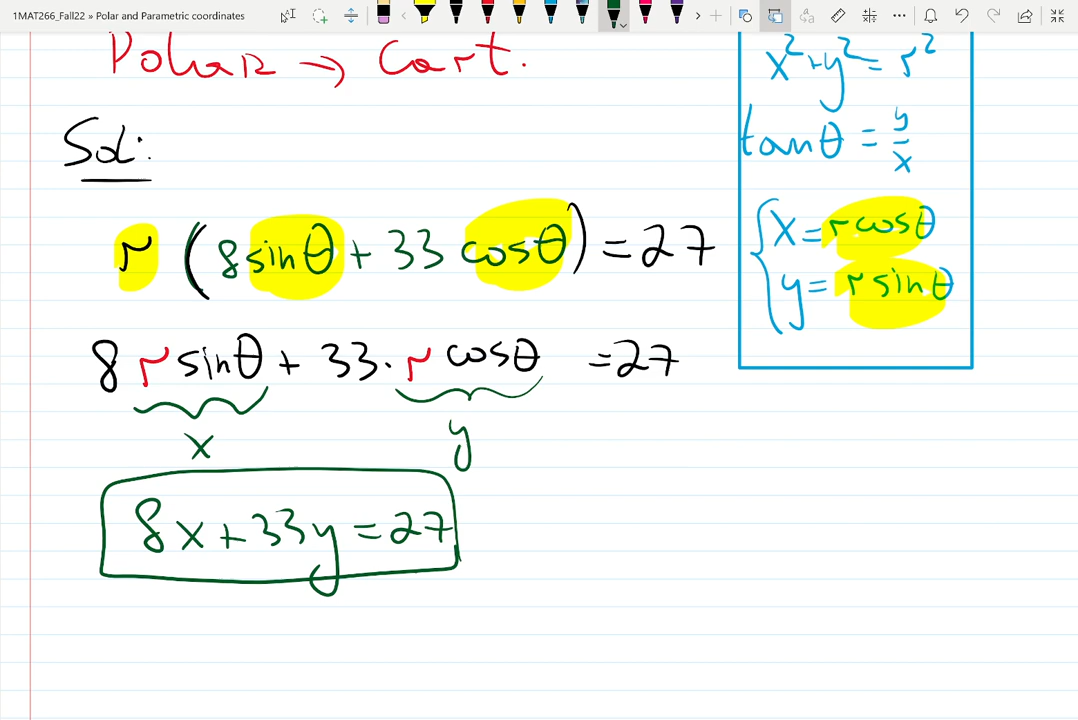 1MAT266_Fall22 » Polar and Parametric coordinates
Polar → Cart.
Sol:
r (8 sinθ + 33 cosθ) = 27
8 r sinθ + 33 · r cosθ = 27
x y
8x + 33y = 27
x² + y² = r²
tanθ = y/x
{ x = r cosθ
y = r sinθ